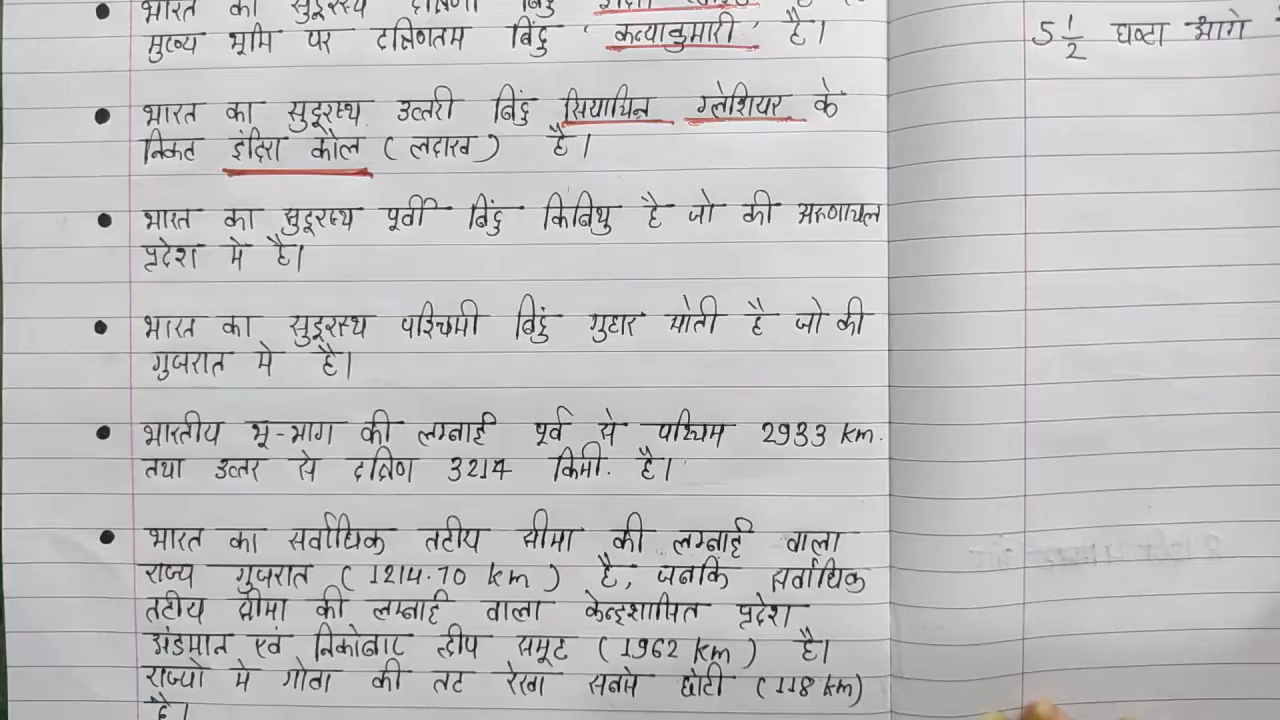 भारत का सुदूरस्थ दक्षिणी बिंदु
मुख्य भूमि पर दक्षिणतम बिंदु 'कन्याकुमारी' है।
5 1/2 घण्टा आगे
भारत का सुदूरस्थ उत्तरी बिंदु सियाचिन ग्लेशियर के
निकट इंदिरा कौल (लद्दाख) है।
भारत का सुदूरस्थ पूर्वी बिंदु किबिथु है जो की अरुणाचल
प्रदेश मे है।
भारत का सुदूरस्थ पश्चिमी बिंदु गुहार मोती है जो की
गुजरात मे है।
भारतीय भू-भाग की लम्बाई पूर्व से पश्चिम 2933 km.
तथा उत्तर से दक्षिण 3214 किमी. है।
भारत का सर्वाधिक तटीय सीमा की लम्बाई वाला
राज्य गुजरात (1214.70 km) है, जबकि सर्वाधिक
तटीय सीमा की लम्बाई वाला केन्द्रशासित प्रदेश
अंडमान एवं निकोबार द्वीप समूह (1962 km) है।
राज्यो मे गोवा की तट रेखा सबसे छोटी (118 km)
है।